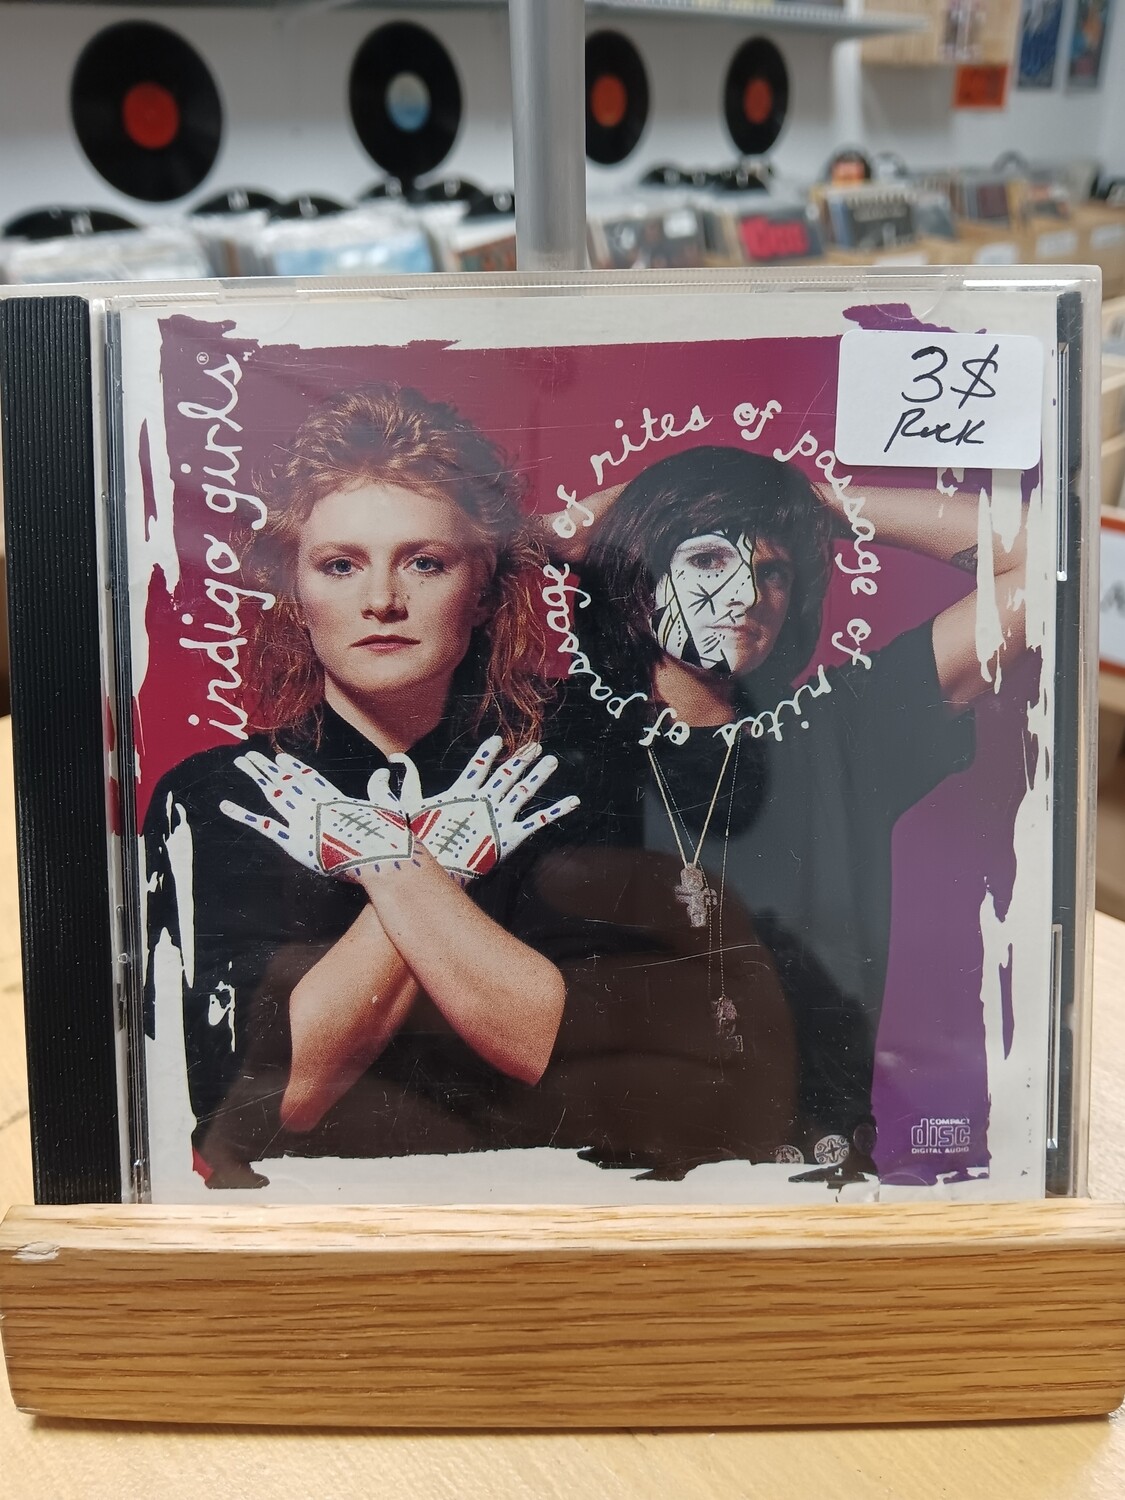 3$
Rock
indigo girls®
rites of passage of rites of passage of
COMPACT
disc
DIGITAL AUDIO